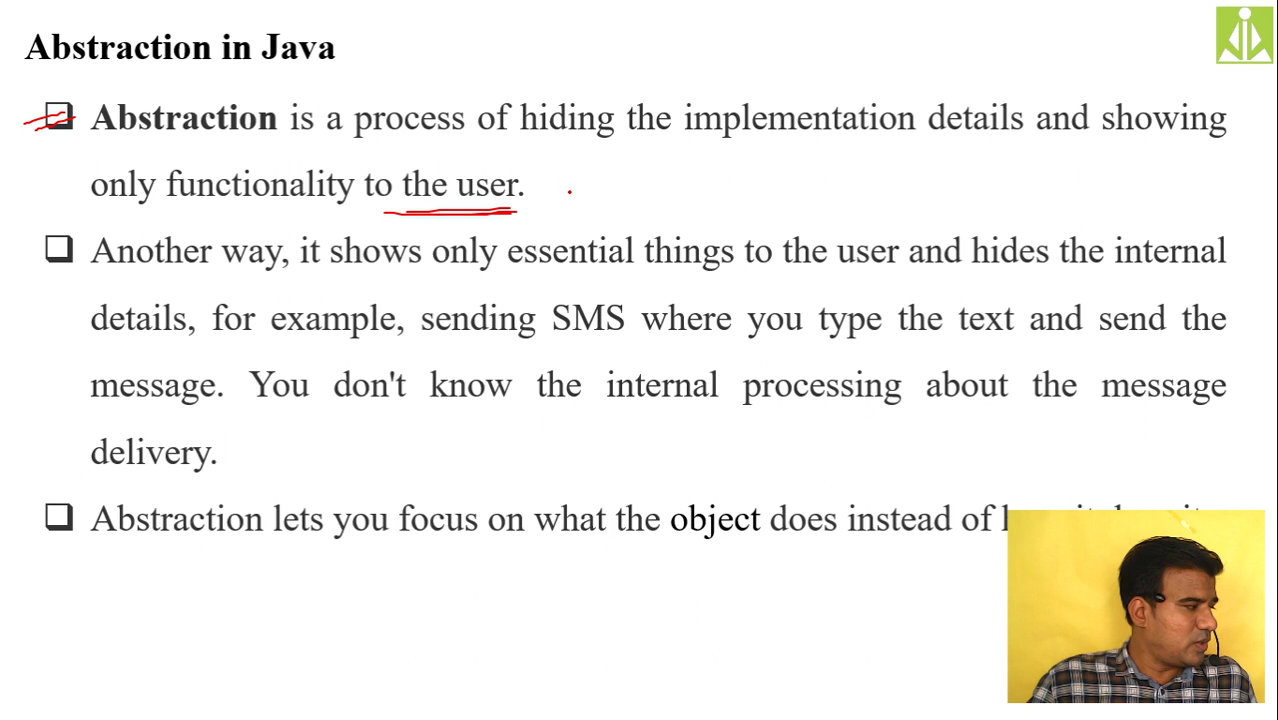 Abstraction in Java
Abstraction is a process of hiding the implementation details and showing
only functionality to the user.
Another way, it shows only essential things to the user and hides the internal
details, for example, sending SMS where you type the text and send the
message. You don't know the internal processing about the message
delivery.
Abstraction lets you focus on what the object does instead of